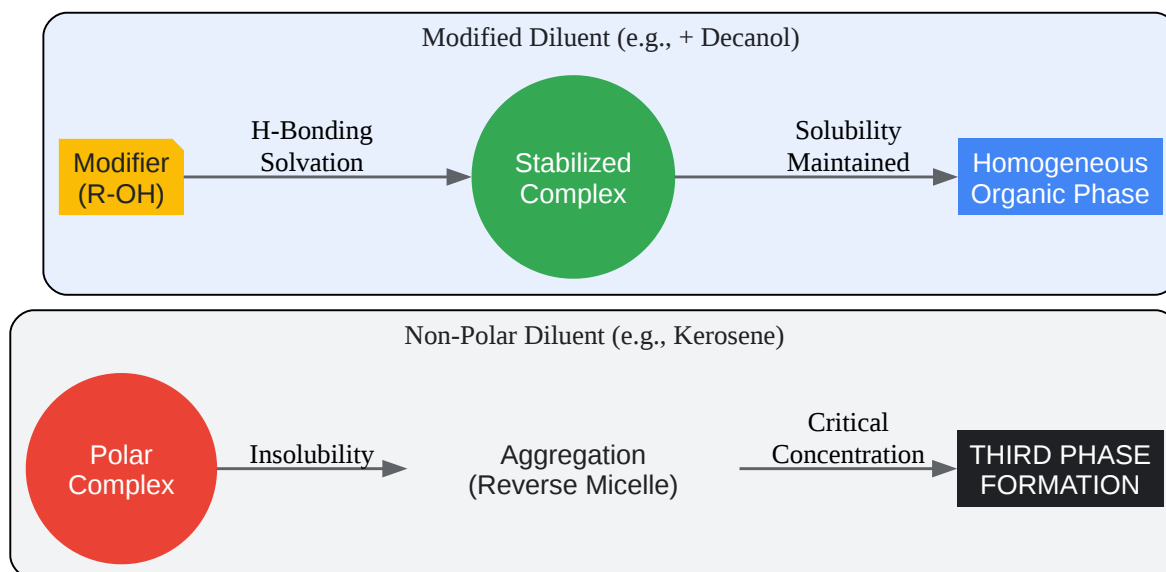 Modified Diluent (e.g., + Decanol)
Modifier
(R-OH)
H-Bonding
Solvation
Stabilized
Complex
Solubility
Maintained
Homogeneous
Organic Phase
Non-Polar Diluent (e.g., Kerosene)
Polar
Complex
Insolubility
Aggregation
(Reverse Micelle)
Critical
Concentration
THIRD PHASE
FORMATION